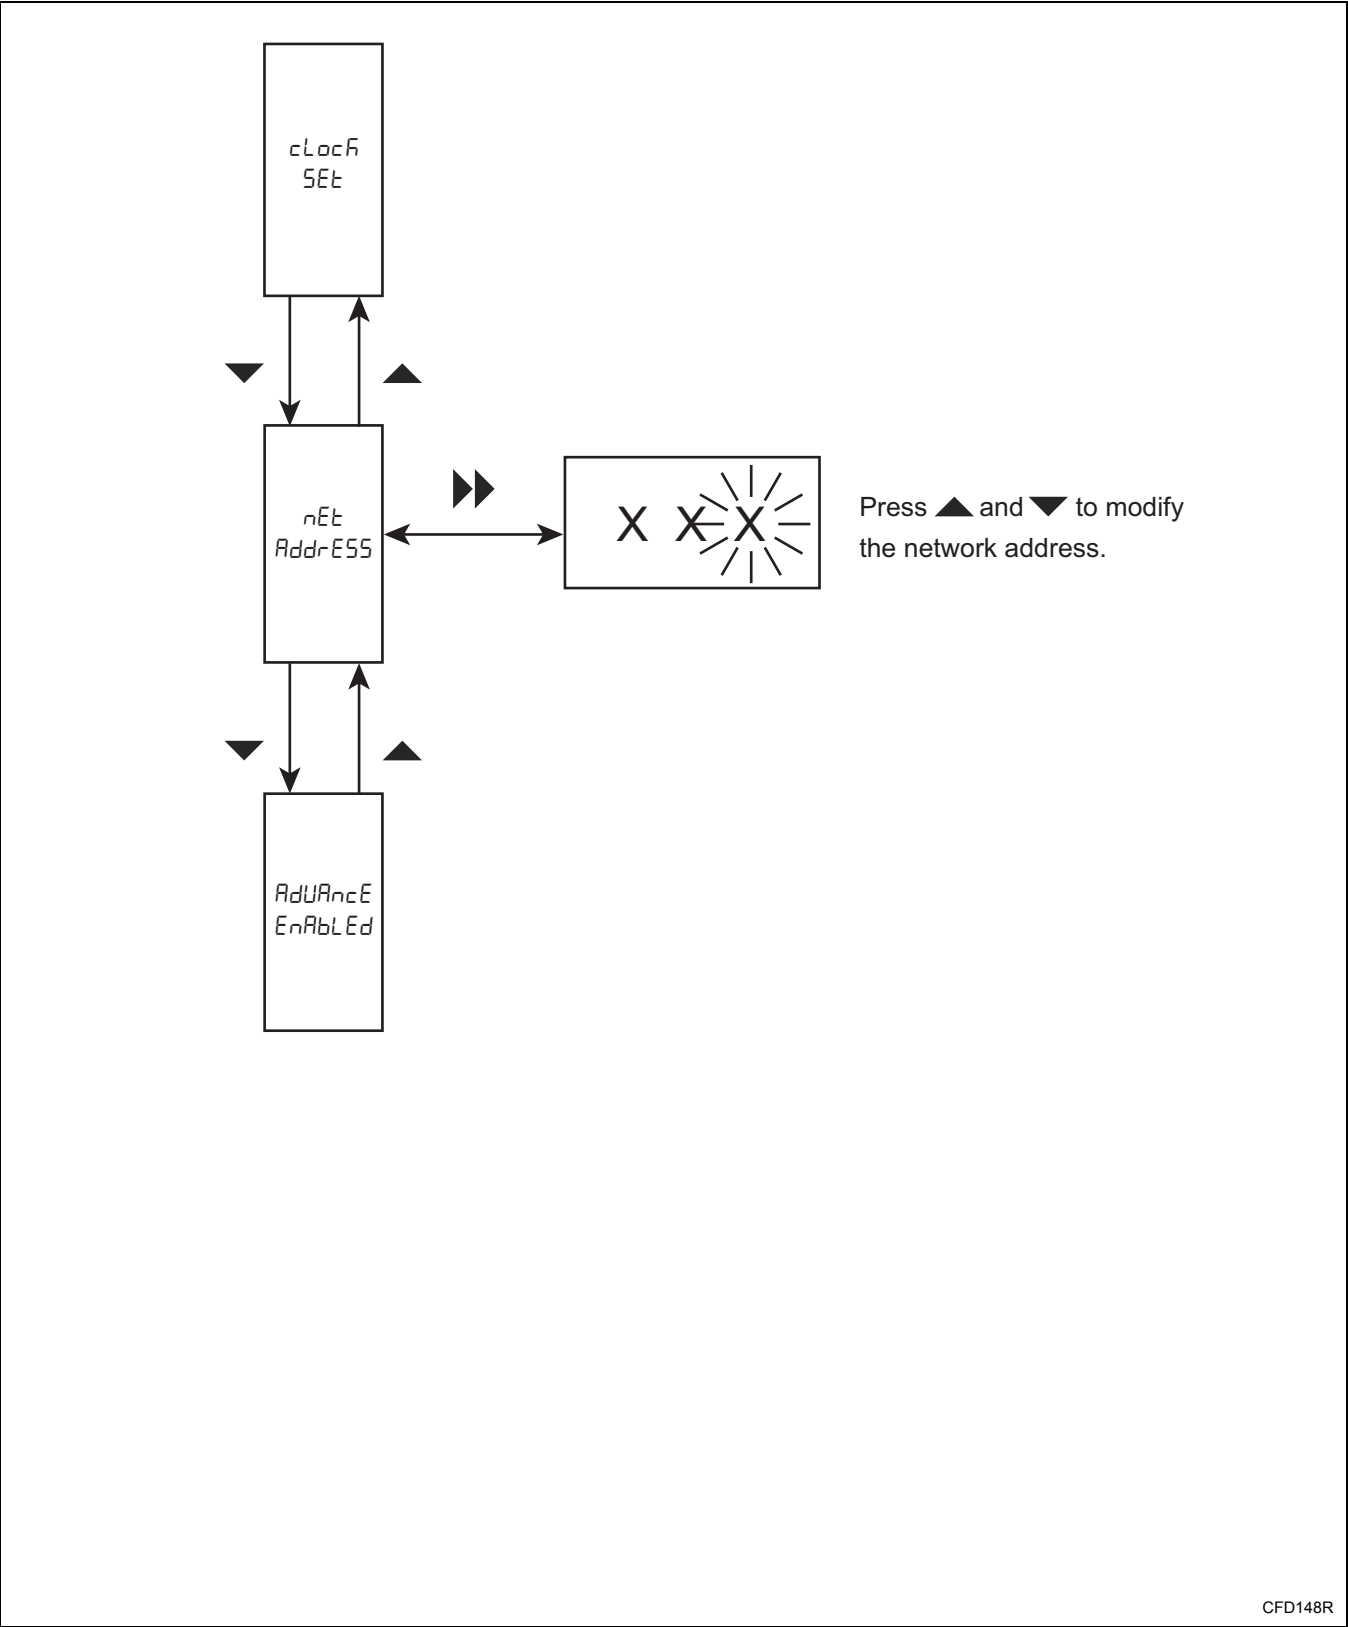 cLocK
SEt
nEt
AddrESS
X X X
Press ▲ and ▼ to modify
the network address.
AdVAncE
EnAbLEd
CFD148R